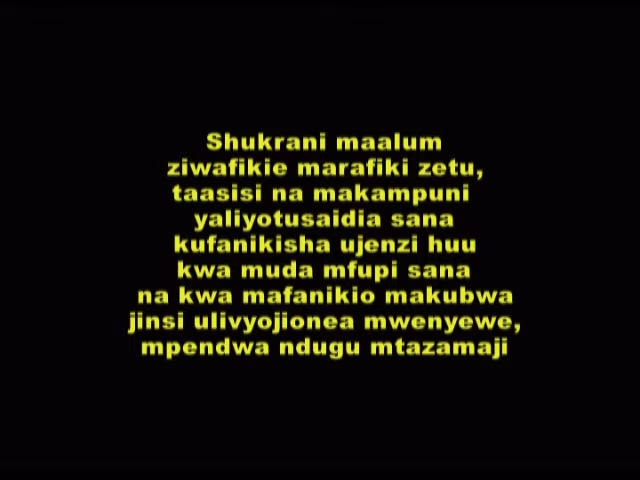 Shukrani maalum
ziwafikie marafiki zetu,
taasisi na makampuni
yaliyotusaidia sana
kufanikisha ujenzi huu
kwa muda mfupi sana
na kwa mafanikio makubwa
jinsi ulivyojionea mwenyewe,
mpendwa ndugu mtazamaji